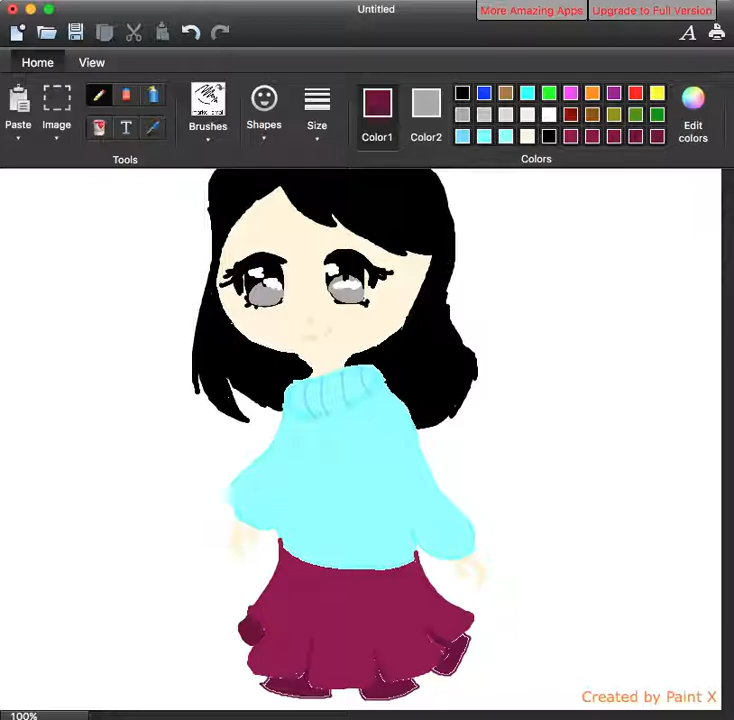 Untitled
More Amazing Apps
Upgrade to Full Version
A
Home
View
Paste
Image
T
Tools
Brushes
Shapes
Size
Color1
Color2
Colors
Edit
colors
Created by Paint X
100%